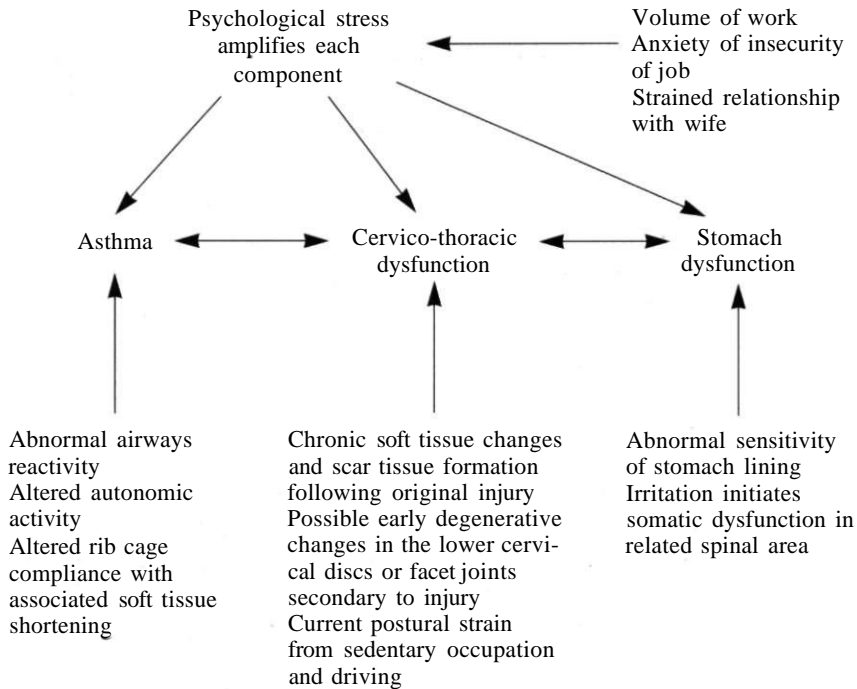 Psychological stress
amplifies each
component
Volume of work
Anxiety of insecurity
of job
Strained relationship
with wife
Asthma
Cervico-thoracic
dysfunction
Stomach
dysfunction
Abnormal airways
reactivity
Altered autonomic
activity
Altered rib cage
compliance with
associated soft tissue
shortening
Chronic soft tissue changes
and scar tissue formation
following original injury
Possible early degenerative
changes in the lower cervi-
cal discs or facet joints
secondary to injury
Current postural strain
from sedentary occupation
and driving
Abnormal sensitivity
of stomach lining
Irritation initiates
somatic dysfunction in
related spinal area